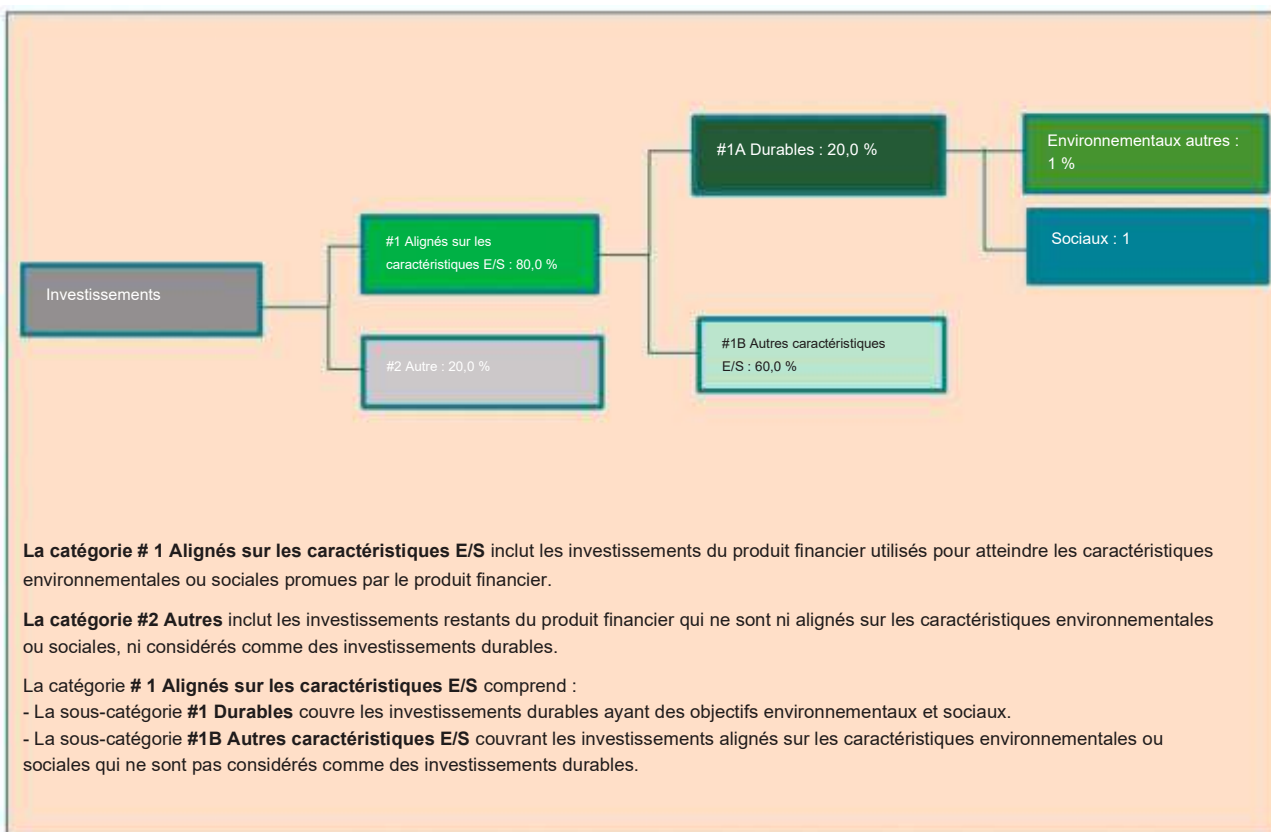 #1A Durables : 20,0 %
Environnementaux autres :
1 %
#1 Alignés sur les
caractéristiques E/S : 80,0 %
Sociaux : 1
Investissements
#2 Autre : 20,0 %
#1B Autres caractéristiques
E/S : 60,0 %
La catégorie # 1 Alignés sur les caractéristiques E/S inclut les investissements du produit financier utilisés pour atteindre les caractéristiques
environnementales ou sociales promues par le produit financier.
La catégorie #2 Autres inclut les investissements restants du produit financier qui ne sont ni alignés sur les caractéristiques environnementales
ou sociales, ni considérés comme des investissements durables.
La catégorie # 1 Alignés sur les caractéristiques E/S comprend :
- La sous-catégorie #1 Durables couvre les investissements durables ayant des objectifs environnementaux et sociaux.
- La sous-catégorie #1B Autres caractéristiques E/S couvrant les investissements alignés sur les caractéristiques environnementales ou
sociales qui ne sont pas considérés comme des investissements durables.